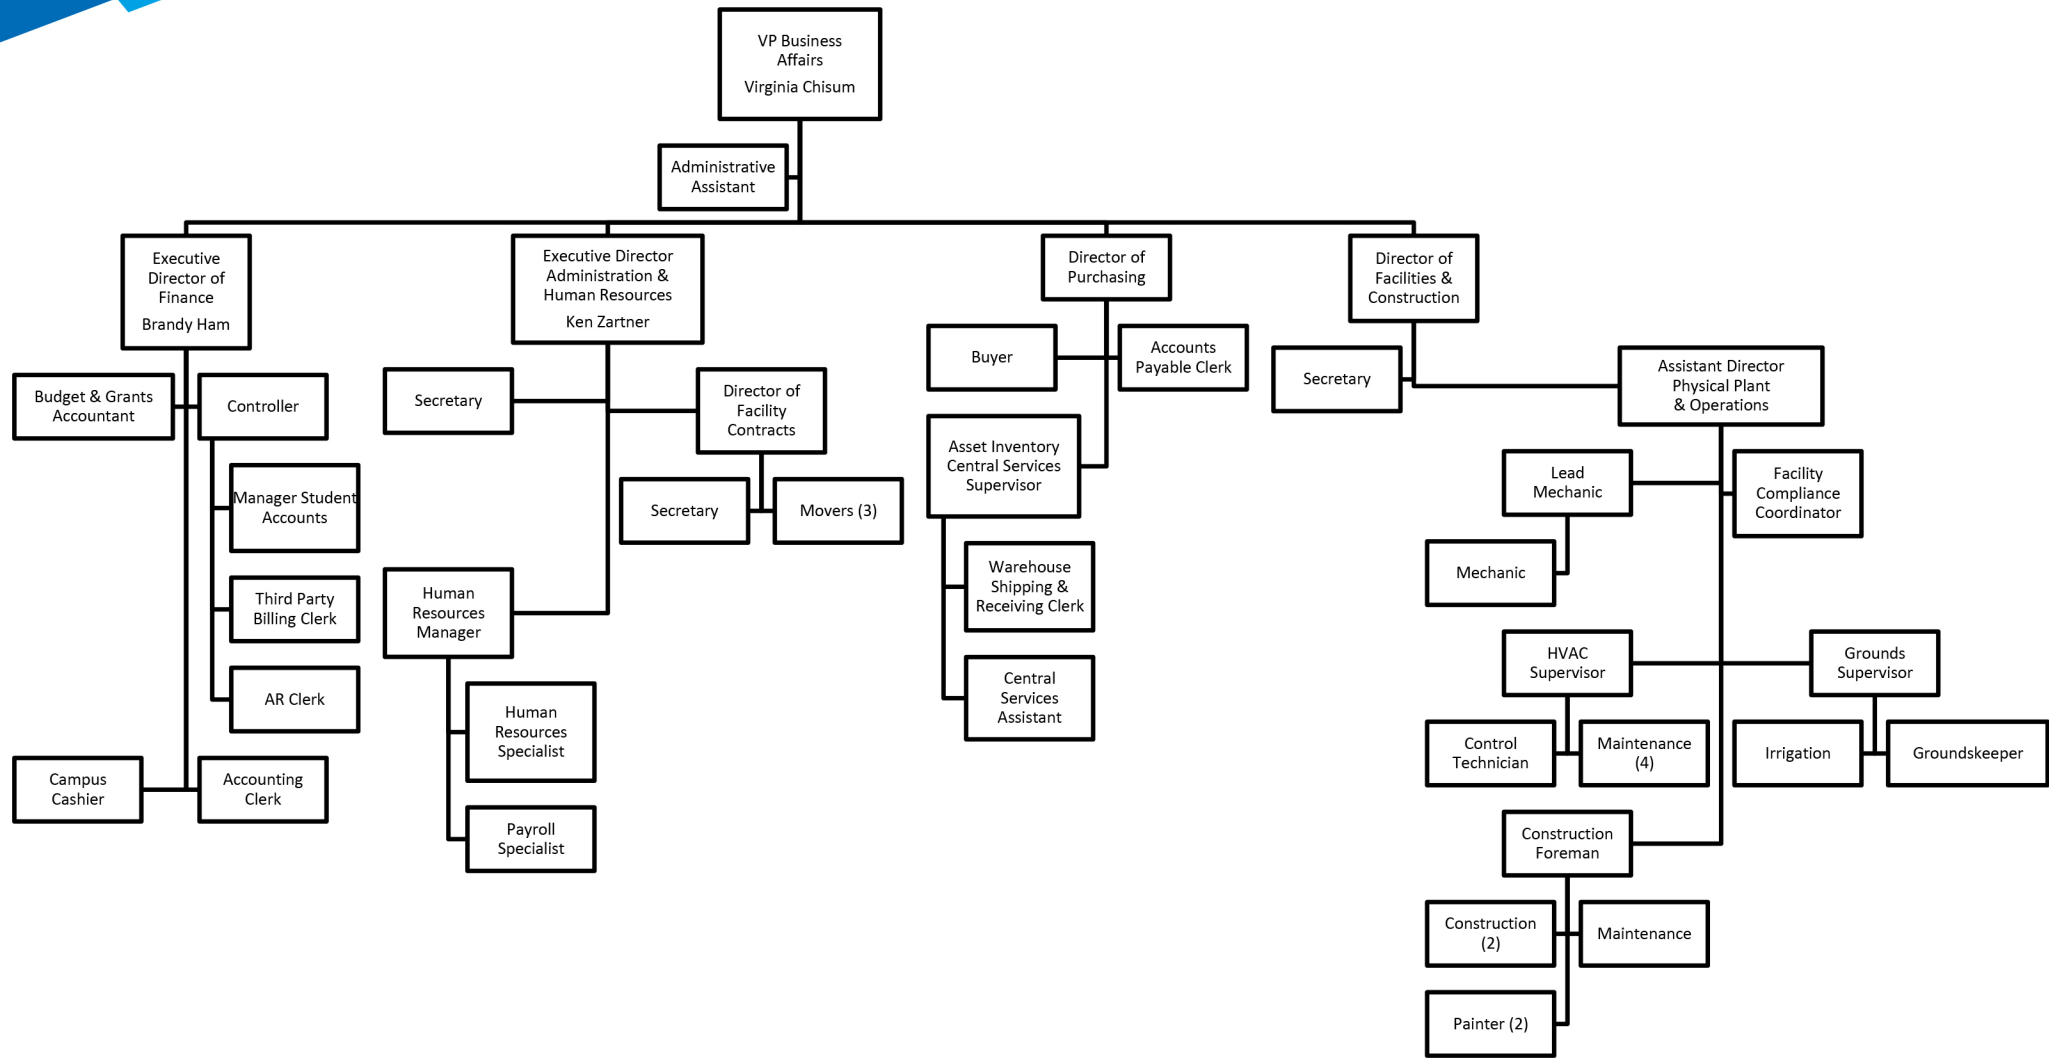 VP Business
Affairs
Virginia Chisum
Administrative
Assistant
Executive
Director of
Finance
Brandy Ham
Executive Director
Administration &
Human Resources
Ken Zartner
Director of
Purchasing
Director of
Facilities &
Construction
Budget & Grants
Accountant
Controller
Manager Student
Accounts
Third Party
Billing Clerk
AR Clerk
Campus
Cashier
Accounting
Clerk
Secretary
Director of
Facility
Contracts
Secretary
Movers (3)
Human
Resources
Manager
Human
Resources
Specialist
Payroll
Specialist
Buyer
Accounts
Payable Clerk
Asset Inventory
Central Services
Supervisor
Warehouse
Shipping &
Receiving Clerk
Central
Services
Assistant
Secretary
Assistant Director
Physical Plant
& Operations
Lead
Mechanic
Facility
Compliance
Coordinator
Mechanic
HVAC
Supervisor
Grounds
Supervisor
Control
Technician
Maintenance
(4)
Irrigation
Groundskeeper
Construction
Foreman
Construction
(2)
Maintenance
Painter (2)